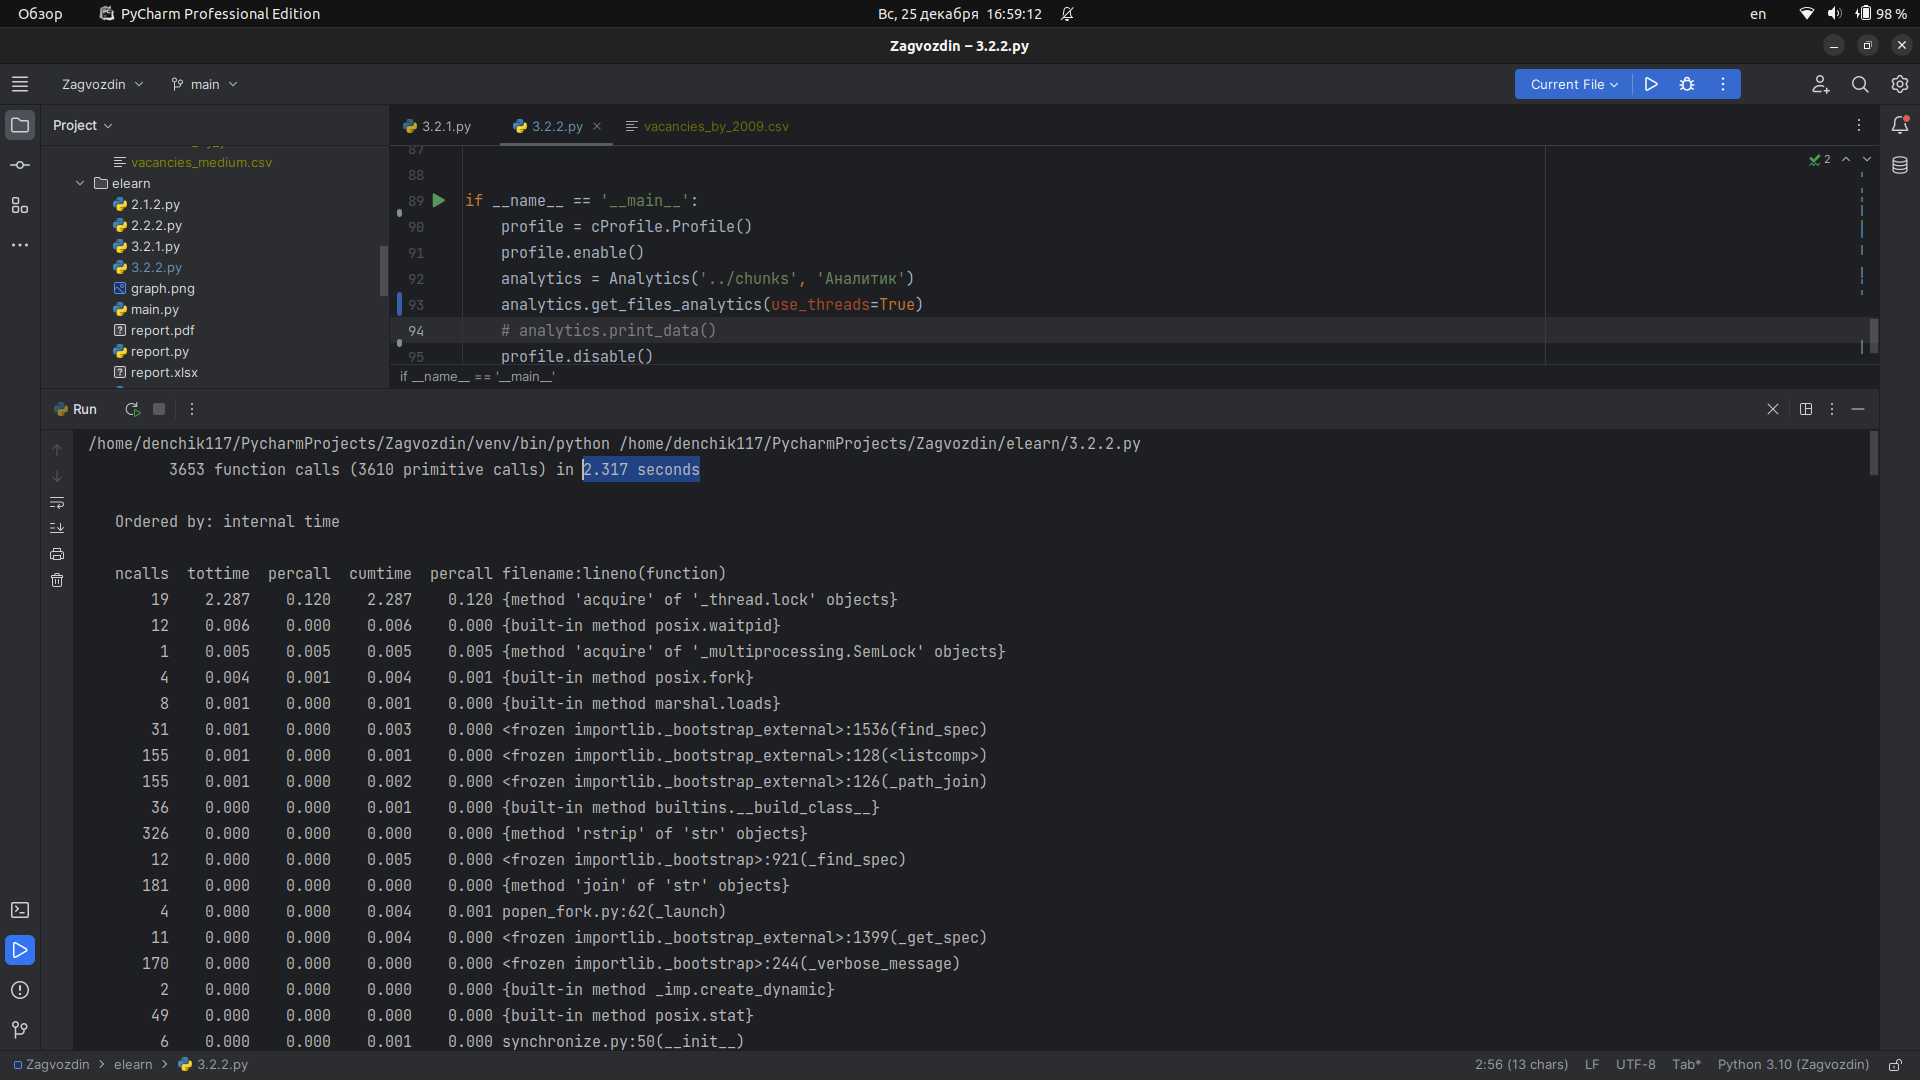 Обзор
PyCharm Professional Edition
Вс, 25 декабря 16:59:12
en
98 %
Zagvozdin – 3.2.2.py
Zagvozdin
main
Current File
Project
3.2.1.py
3.2.2.py
vacancies_by_2009.csv
vacancies_medium.csv
elearn
2.1.2.py
2.2.2.py
3.2.1.py
3.2.2.py
graph.png
main.py
report.pdf
report.py
report.xlsx
2
87
88
89 if __name__ == '__main__':
90 profile = cProfile.Profile()
91 profile.enable()
92 analytics = Analytics('../chunks', 'Аналитик')
93 analytics.get_files_analytics(use_threads=True)
94 # analytics.print_data()
95 profile.disable()
if __name__ == '__main__'
Run
/home/denchik117/PycharmProjects/Zagvozdin/venv/bin/python /home/denchik117/PycharmProjects/Zagvozdin/elearn/3.2.2.py
3653 function calls (3610 primitive calls) in 2.317 seconds
Ordered by: internal time
ncalls tottime percall cumtime percall filename:lineno(function)
19 2.287 0.120 2.287 0.120 {method 'acquire' of '_thread.lock' objects}
12 0.006 0.000 0.006 0.000 {built-in method posix.waitpid}
1 0.005 0.005 0.005 0.005 {method 'acquire' of '_multiprocessing.SemLock' objects}
4 0.004 0.001 0.004 0.001 {built-in method posix.fork}
8 0.001 0.000 0.001 0.000 {built-in method marshal.loads}
31 0.001 0.000 0.003 0.000 <frozen importlib._bootstrap_external>:1536(find_spec)
155 0.001 0.000 0.001 0.000 <frozen importlib._bootstrap_external>:128(<listcomp>)
155 0.001 0.000 0.002 0.000 <frozen importlib._bootstrap_external>:126(_path_join)
36 0.000 0.000 0.001 0.000 {built-in method builtins.__build_class__}
326 0.000 0.000 0.000 0.000 {method 'rstrip' of 'str' objects}
12 0.000 0.000 0.005 0.000 <frozen importlib._bootstrap>:921(_find_spec)
181 0.000 0.000 0.000 0.000 {method 'join' of 'str' objects}
4 0.000 0.000 0.004 0.001 popen_fork.py:62(_launch)
11 0.000 0.000 0.004 0.000 <frozen importlib._bootstrap_external>:1399(_get_spec)
170 0.000 0.000 0.000 0.000 <frozen importlib._bootstrap>:244(_verbose_message)
2 0.000 0.000 0.000 0.000 {built-in method _imp.create_dynamic}
49 0.000 0.000 0.000 0.000 {built-in method posix.stat}
6 0.000 0.000 0.001 0.000 synchronize.py:50(__init__)
Zagvozdin
elearn
3.2.2.py
2:56 (13 chars)
LF
UTF-8
Tab*
Python 3.10 (Zagvozdin)